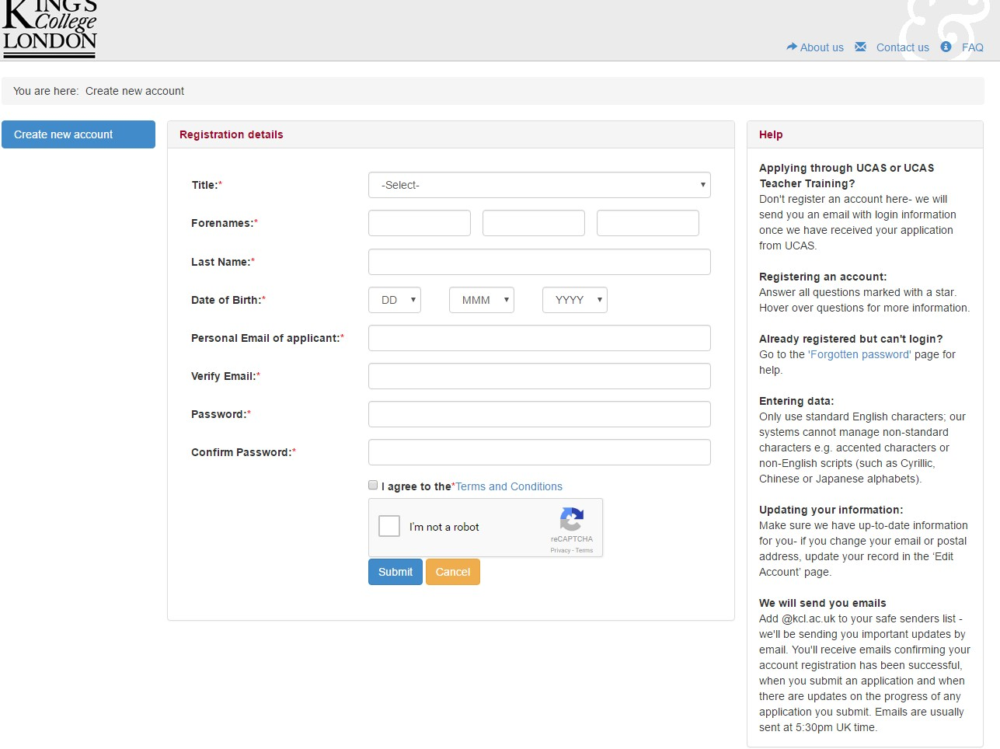 KING'S
College
LONDON
About us Contact us FAQ
You are here: Create new account
Create new account
Registration details
Title:*
-Select-
Forenames:*
Last Name:*
Date of Birth:*
DD MMM YYYY
Personal Email of applicant:*
Verify Email:*
Password:*
Confirm Password:*
I agree to the*Terms and Conditions
I'm not a robot
reCAPTCHA
Privacy - Terms
Submit Cancel
Help
Applying through UCAS or UCAS
Teacher Training?
Don't register an account here- we will
send you an email with login information
once we have received your application
from UCAS.
Registering an account:
Answer all questions marked with a star.
Hover over questions for more information.
Already registered but can't login?
Go to the 'Forgotten password' page for
help.
Entering data:
Only use standard English characters; our
systems cannot manage non-standard
characters e.g. accented characters or
non-English scripts (such as Cyrillic,
Chinese or Japanese alphabets).
Updating your information:
Make sure we have up-to-date information
for you- if you change your email or postal
address, update your record in the ‘Edit
Account’ page.
We will send you emails
Add @kcl.ac.uk to your safe senders list -
we'll be sending you important updates by
email. You'll receive emails confirming your
account registration has been successful,
when you submit an application and when
there are updates on the progress of any
application you submit. Emails are usually
sent at 5:30pm UK time.